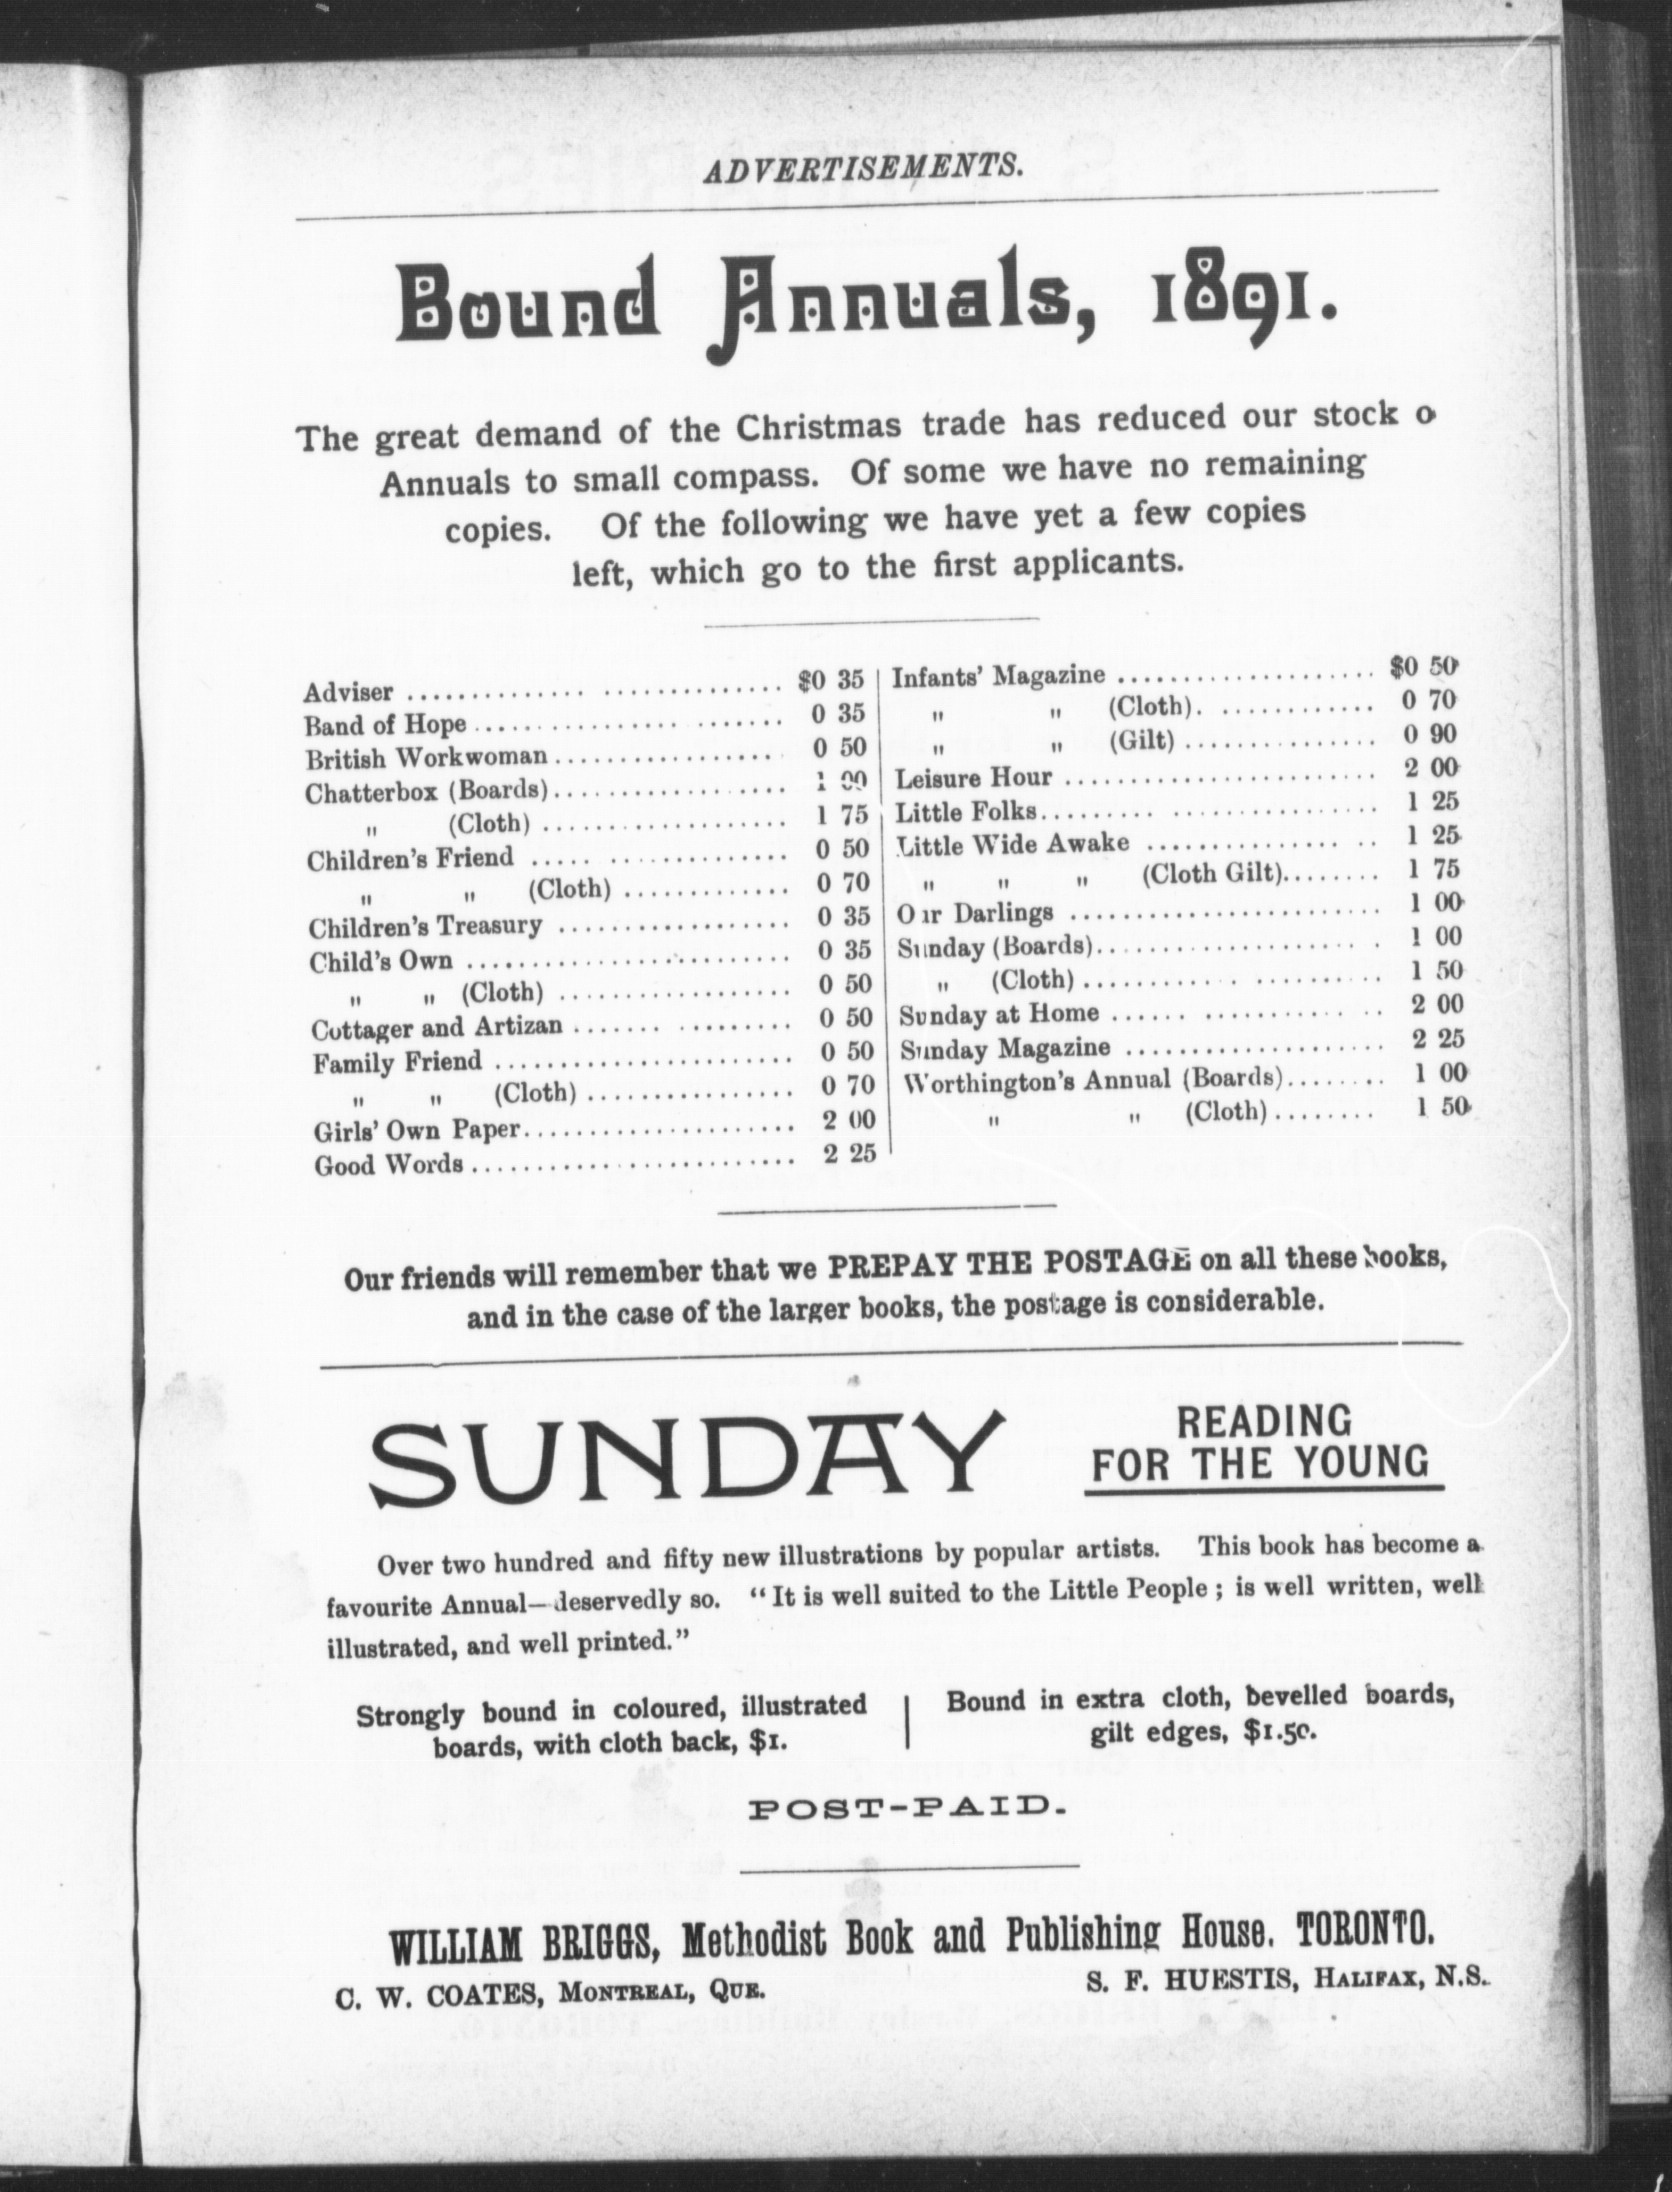 ADVERTISEMENTS.
Bound Annuals, 1891.
The great demand of the Christmas trade has reduced our stock o
Annuals to small compass. Of some we have no remaining
copies. Of the following we have yet a few copies
left, which go to the first applicants.
Adviser .......................... $0 35
Band of Hope .......................... 0 35
British Workwoman .......................... 0 50
Chatterbox (Boards) .......................... 1 00
" (Cloth) .......................... 1 75
Children's Friend .......................... 0 50
" " (Cloth) .......................... 0 70
Children's Treasury .......................... 0 35
Child's Own .......................... 0 35
" " (Cloth) .......................... 0 50
Cottager and Artizan .......................... 0 50
Family Friend .......................... 0 50
" " (Cloth) .......................... 0 70
Girls' Own Paper .......................... 2 00
Good Words .......................... 2 25
Infants' Magazine .......................... $0 50
" " (Cloth) .......................... 0 70
" " (Gilt) .......................... 0 90
Leisure Hour .......................... 2 00
Little Folks .......................... 1 25
Little Wide Awake .......................... 1 25
" " " (Cloth Gilt) .......................... 1 75
Our Darlings .......................... 1 00
Sunday (Boards) .......................... 1 00
" (Cloth) .......................... 1 50
Sunday at Home .......................... 2 00
Sunday Magazine .......................... 2 25
Worthington's Annual (Boards) .......................... 1 00
" " (Cloth) .......................... 1 50
Our friends will remember that we PREPAY THE POSTAGE on all these books,
and in the case of the larger books, the postage is considerable.
SUNDAY
READING
FOR THE YOUNG
Over two hundred and fifty new illustrations by popular artists. This book has become a
favourite Annual—deservedly so. "It is well suited to the Little People; is well written, well
illustrated, and well printed."
Strongly bound in coloured, illustrated
boards, with cloth back, $1.
Bound in extra cloth, bevelled boards,
gilt edges, $1.50.
POST-PAID.
WILLIAM BRIGGS, Methodist Book and Publishing House, TORONTO.
C. W. COATES, MONTREAL, QUE. S. F. HUESTIS, HALIFAX, N.S.